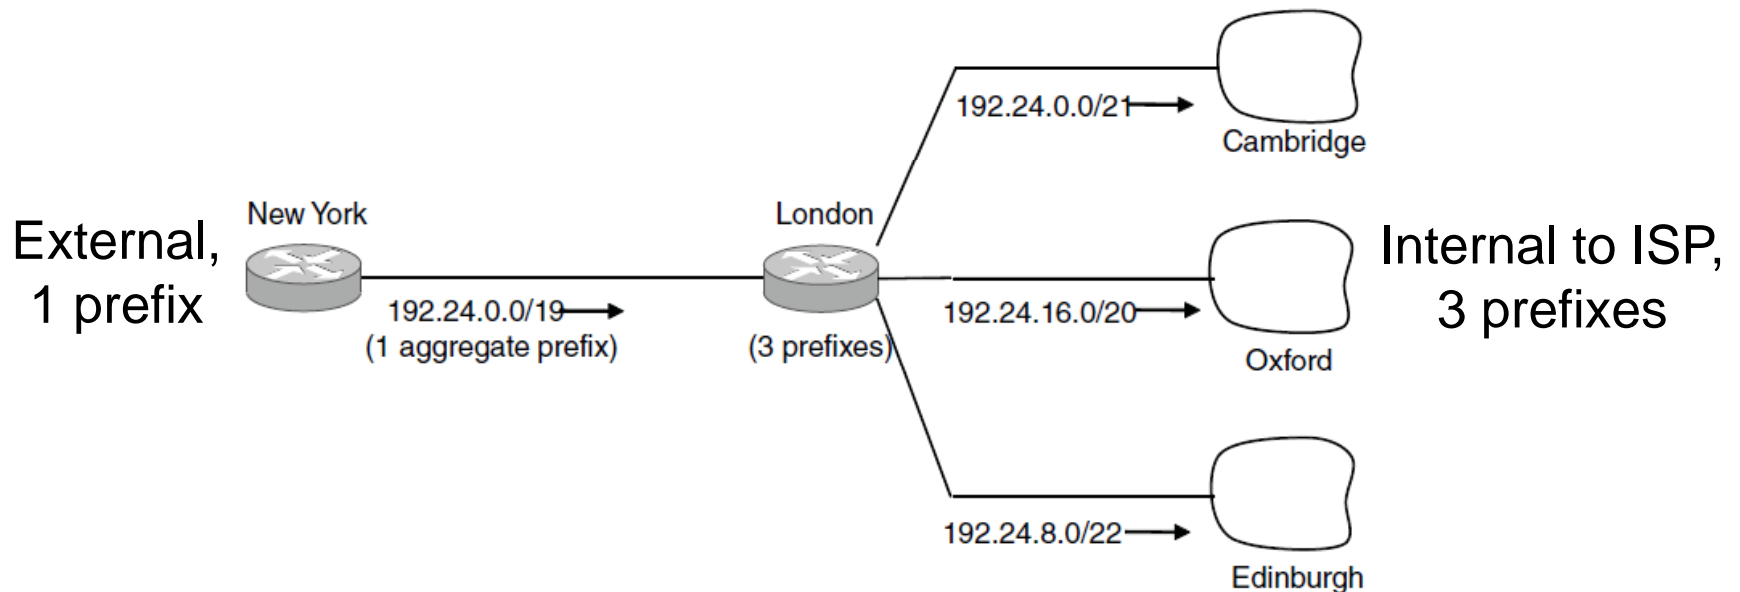 192.24.0.0/21
Cambridge
External,
1 prefix
New York
192.24.0.0/19
(1 aggregate prefix)
London
(3 prefixes)
192.24.16.0/20
Oxford
Internal to ISP,
3 prefixes
192.24.8.0/22
Edinburgh